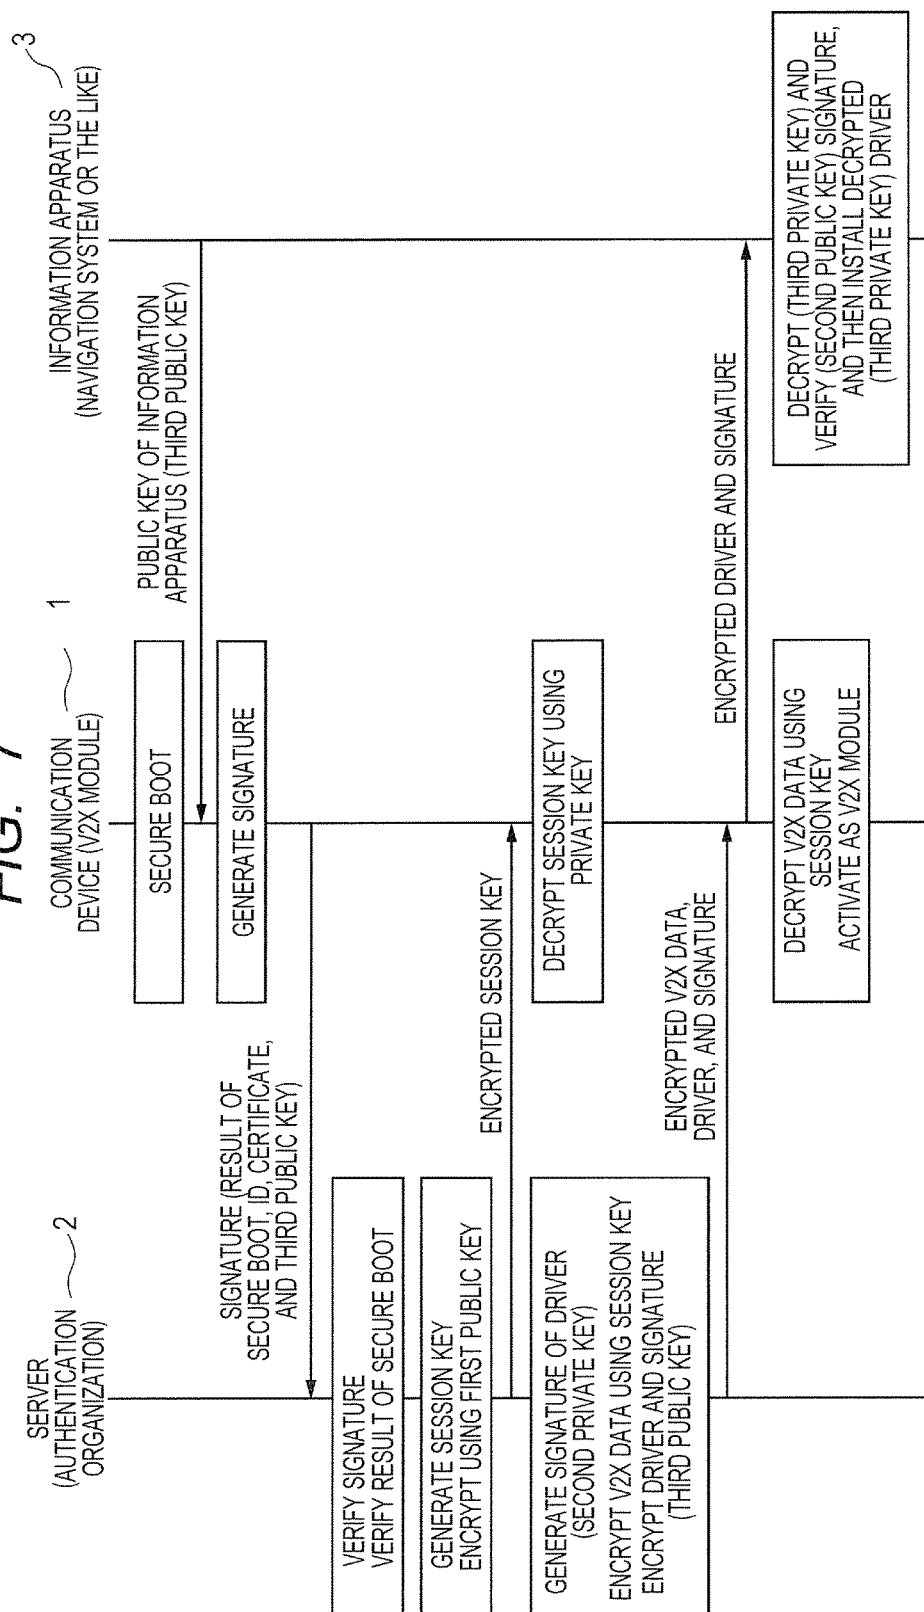 FIG. 7
SERVER
(AUTHENTICATION
ORGANIZATION)
2
COMMUNICATION
DEVICE (V2X MODULE)
1
INFORMATION APPARATUS
(NAVIGATION SYSTEM OR THE LIKE)
3
SECURE BOOT
PUBLIC KEY OF INFORMATION
APPARATUS (THIRD PUBLIC KEY)
GENERATE SIGNATURE
SIGNATURE (RESULT OF
SECURE BOOT, ID, CERTIFICATE,
AND THIRD PUBLIC KEY)
VERIFY SIGNATURE
VERIFY RESULT OF SECURE BOOT
GENERATE SESSION KEY
ENCRYPT USING FIRST PUBLIC KEY
ENCRYPTED SESSION KEY
DECRYPT SESSION KEY USING
PRIVATE KEY
GENERATE SIGNATURE OF DRIVER
(SECOND PRIVATE KEY)
ENCRYPT V2X DATA USING SESSION KEY
ENCRYPT DRIVER AND SIGNATURE
(THIRD PUBLIC KEY)
ENCRYPTED V2X DATA,
DRIVER, AND SIGNATURE
ENCRYPTED DRIVER AND SIGNATURE
DECRYPT V2X DATA USING
SESSION KEY
ACTIVATE AS V2X MODULE
DECRYPT (THIRD PRIVATE KEY) AND
VERIFY (SECOND PUBLIC KEY) SIGNATURE,
AND THEN INSTALL DECRYPTED
(THIRD PRIVATE KEY) DRIVER